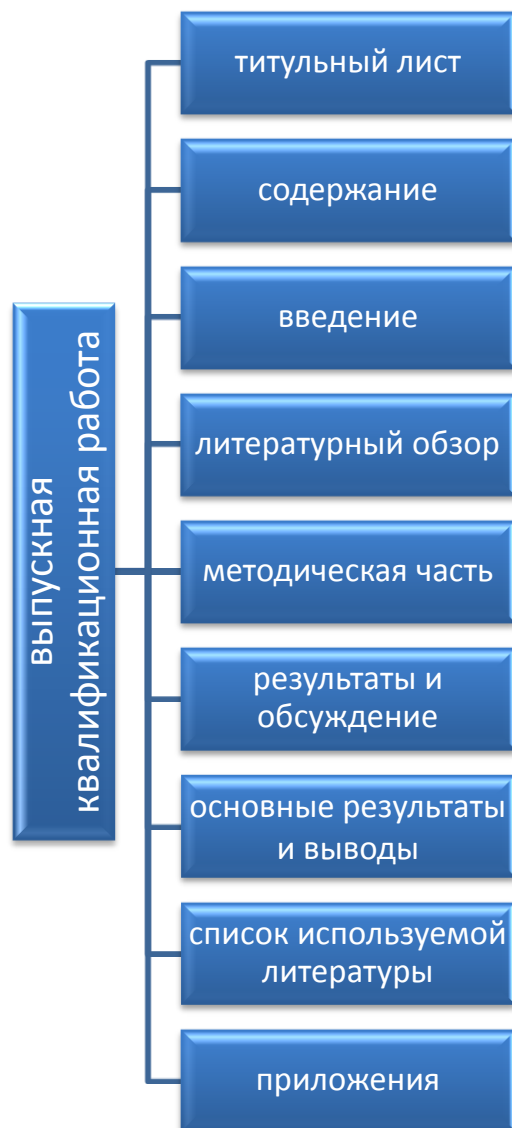 выпускная
квалификационная работа
титульный лист
содержание
введение
литературный обзор
методическая часть
результаты и
обсуждение
основные результаты
и выводы
список используемой
литературы
приложения